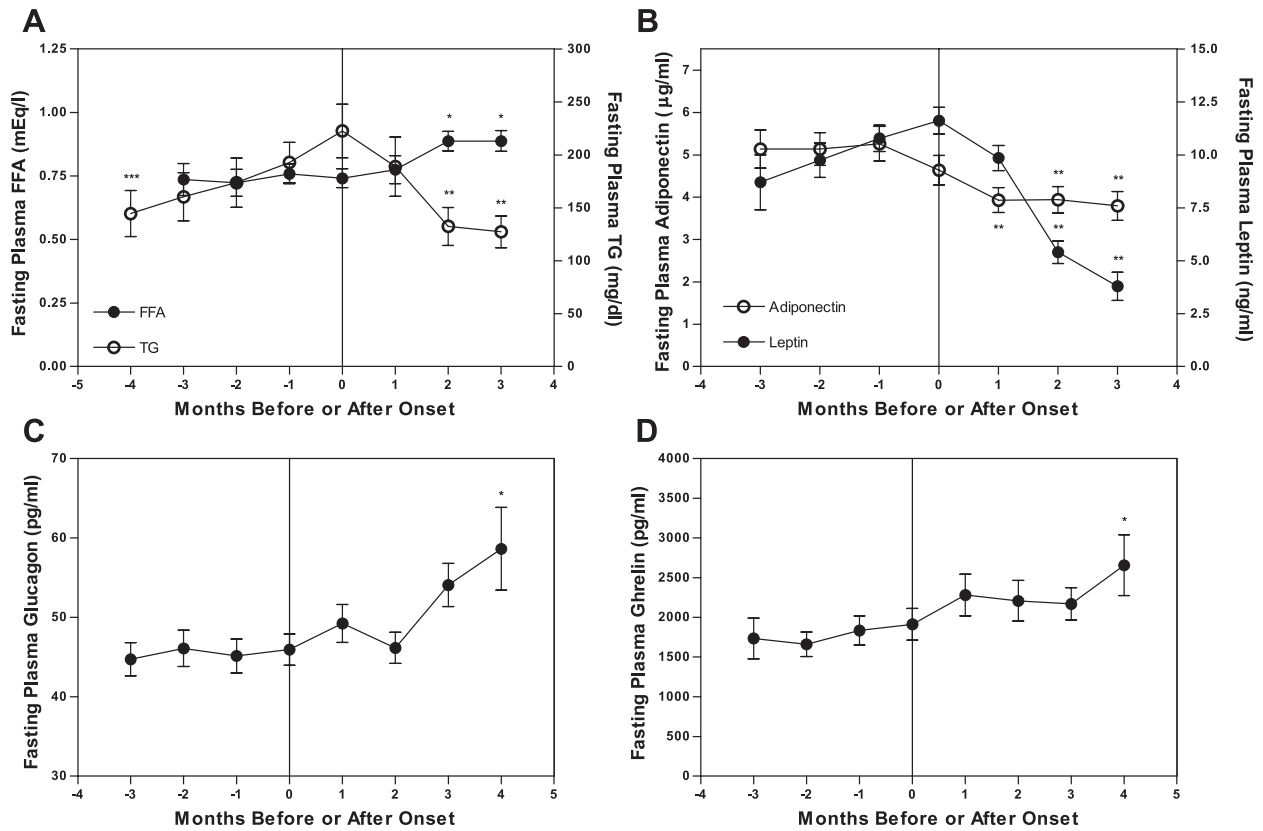 A
1.25
1.00
0.75
0.50
0.25
0.00
Fasting Plasma FFA (mEq/l)
300
250
200
150
100
50
0
Fasting Plasma TG (mg/dl)
***
*
*
**
**
FFA
TG
-5 -4 -3 -2 -1 0 1 2 3 4
Months Before or After Onset
B
7
6
5
4
3
2
1
0
Fasting Plasma Adiponectin (μg/ml)
15.0
12.5
10.0
7.5
5.0
2.5
0.0
Fasting Plasma Leptin (ng/ml)
** **
** **
**
Adiponectin
Leptin
-4 -3 -2 -1 0 1 2 3 4
Months Before or After Onset
C
70
60
50
40
30
Fasting Plasma Glucagon (pg/ml)
*
-4 -3 -2 -1 0 1 2 3 4 5
Months Before or After Onset
D
4000
3500
3000
2500
2000
1500
1000
500
0
Fasting Plasma Ghrelin (pg/ml)
*
-4 -3 -2 -1 0 1 2 3 4 5
Months Before or After Onset